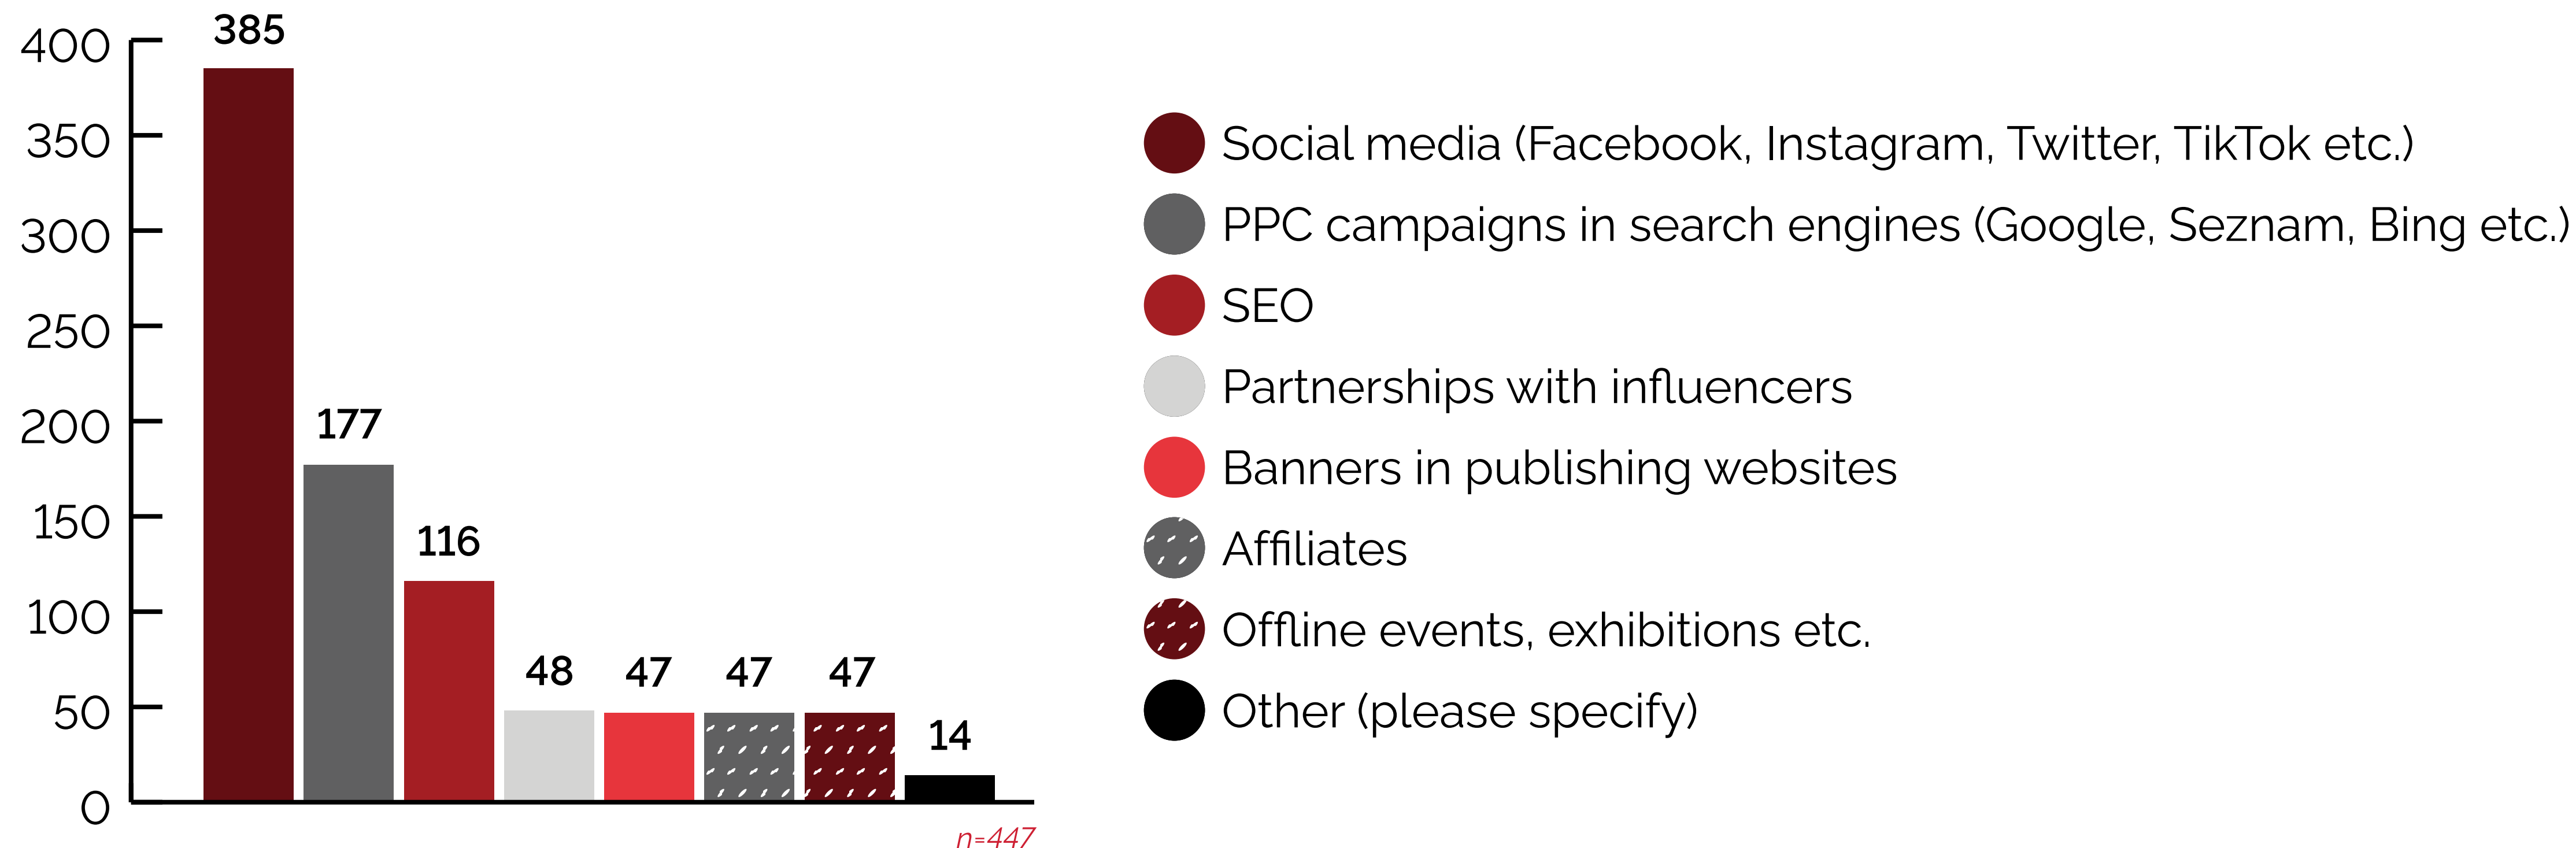 400
350
300
250
200
150
100
50
0
385
177
116
48
47
47
47
14
n=447
Social media (Facebook, Instagram, Twitter, TikTok etc.)
PPC campaigns in search engines (Google, Seznam, Bing etc.)
SEO
Partnerships with influencers
Banners in publishing websites
Affiliates
Offline events, exhibitions etc.
Other (please specify)